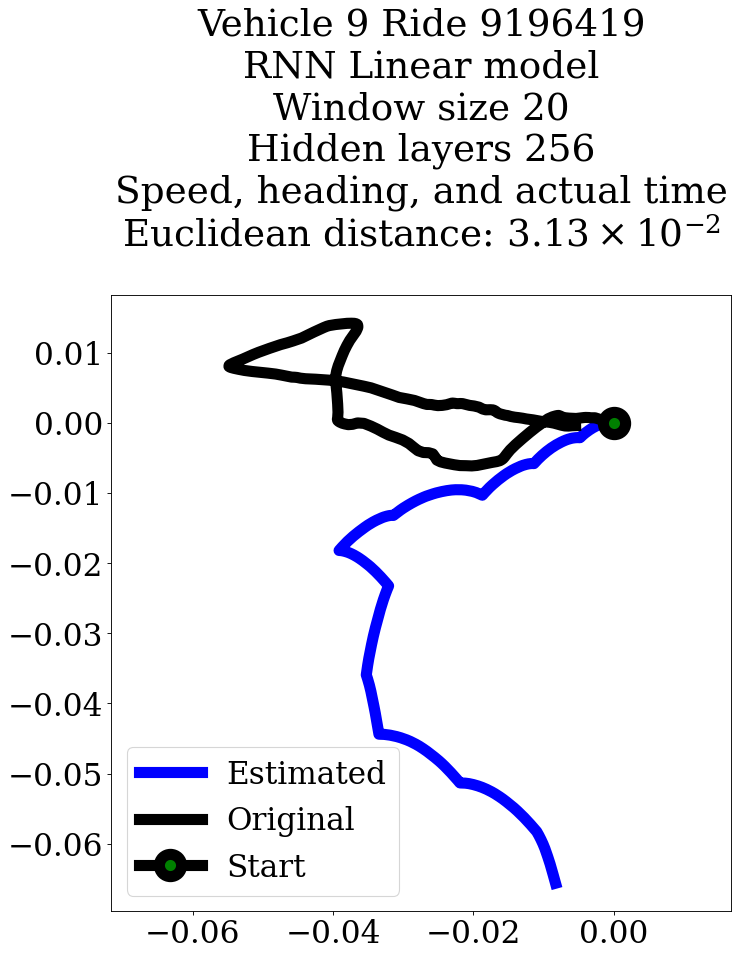 Vehicle 9 Ride 9196419
RNN Linear model
Window size 20
Hidden layers 256
Speed, heading, and actual time
Euclidean distance: 3.13 × 10⁻²
0.01
0.00
−0.01
−0.02
−0.03
−0.04
−0.05
−0.06
Estimated
Original
Start
−0.06 −0.04 −0.02 0.00